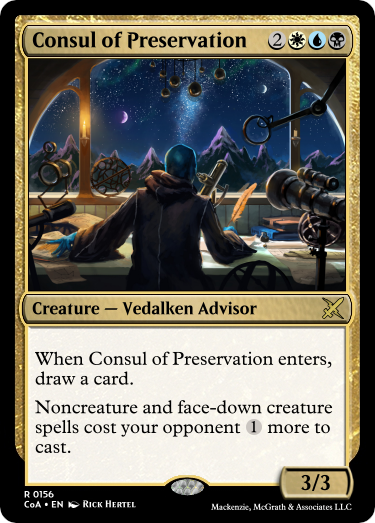 Consul of Preservation 2
Creature — Vedalken Advisor
When Consul of Preservation enters,
draw a card.
Noncreature and face-down creature
spells cost your opponent 1 more to
cast.
3/3
R 0156
CoA • EN Rick Hertel
Mackenzie, McGrath & Associates LLC